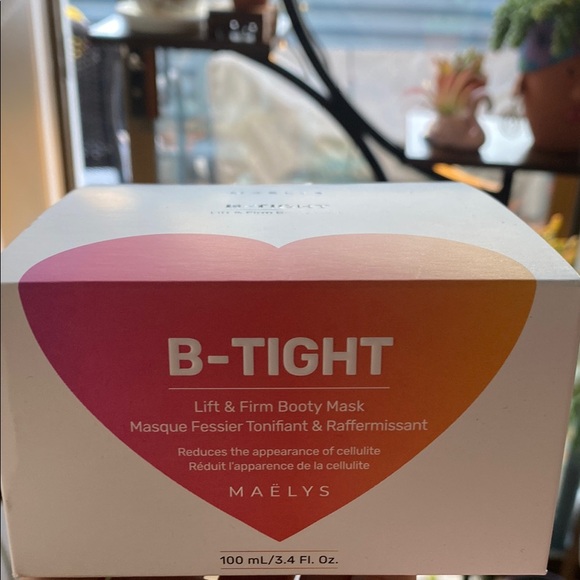 B-TIGHT
B-TIGHT
Lift & Firm Booty Mask
Masque Fessier Tonifiant & Raffermissant
Reduces the appearance of cellulite
Réduit l'apparence de la cellulite
MAËLYS
100 mL/3.4 Fl. Oz.